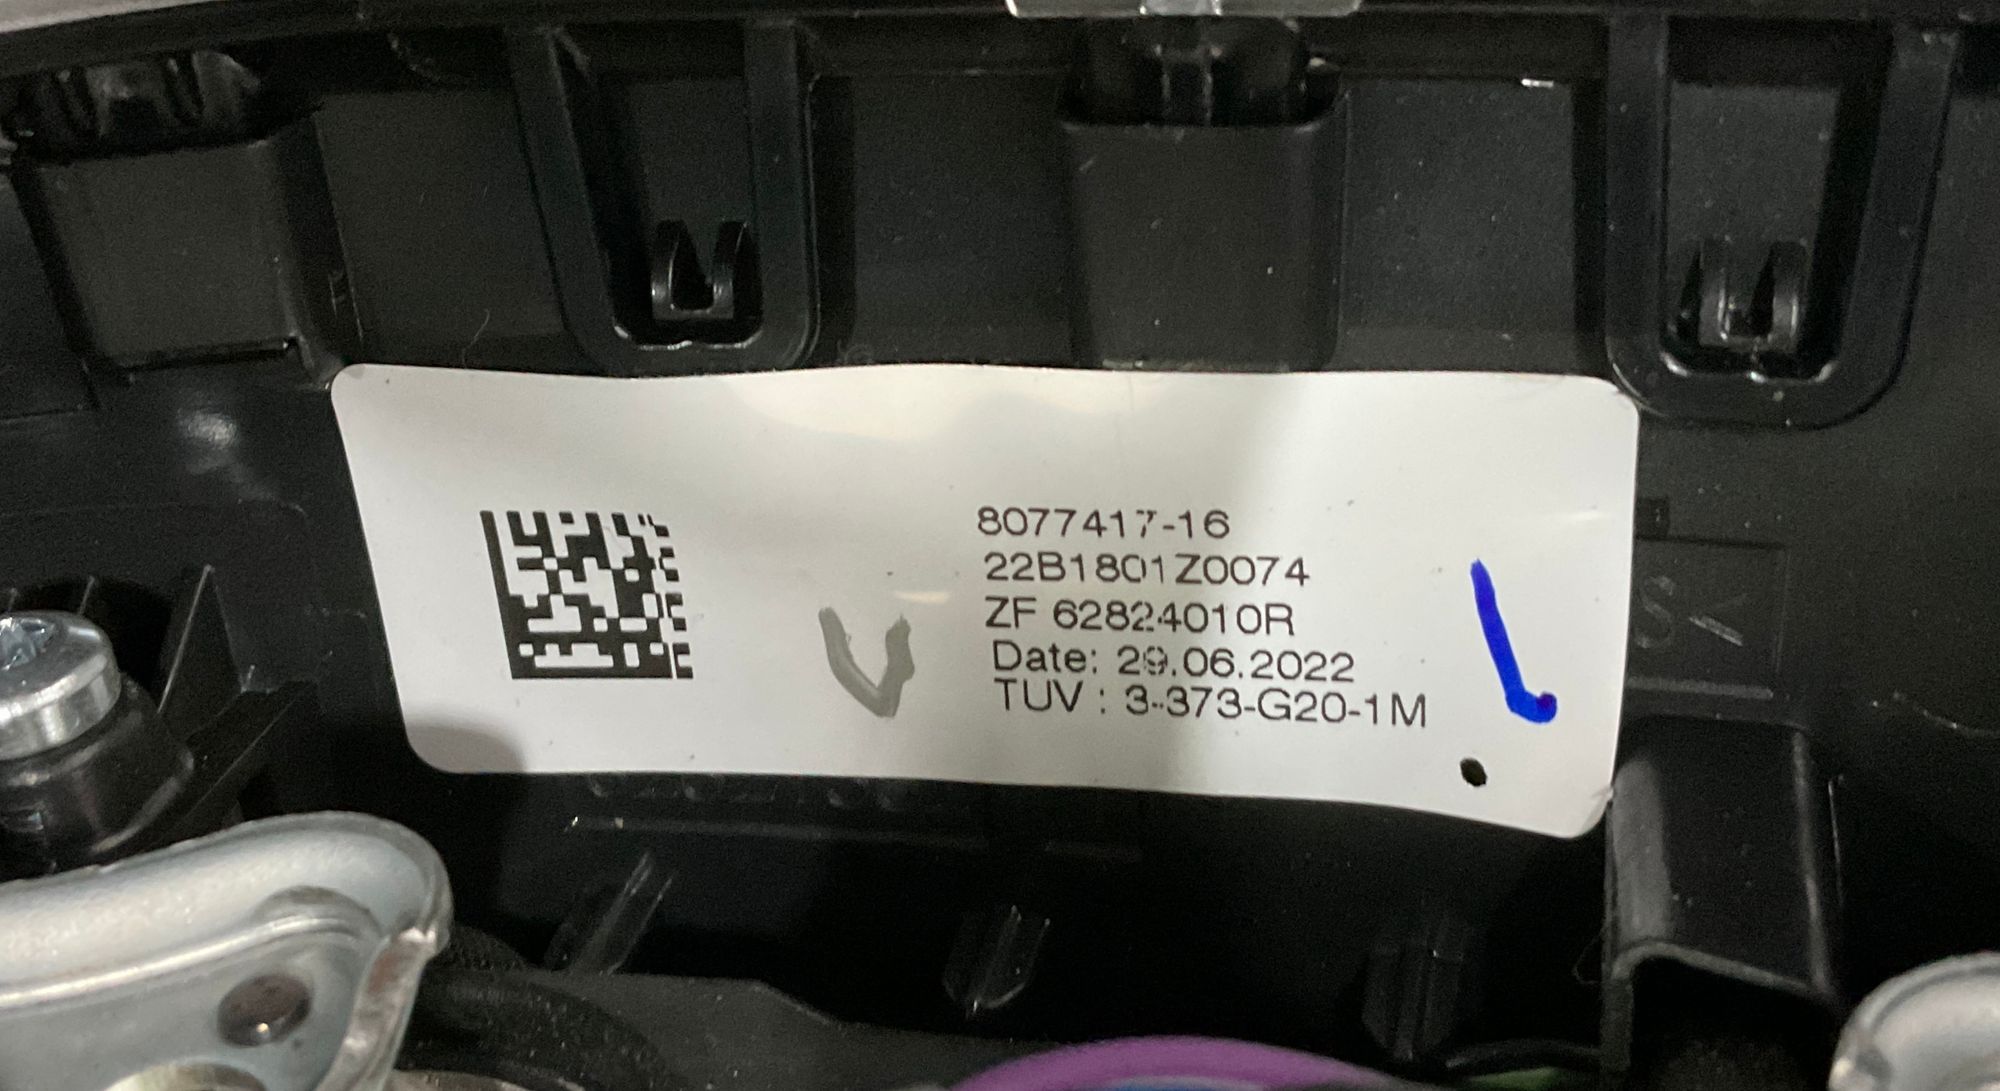 8077417-16
22B1801Z0074
ZF 62824010R
Date: 29.06.2022
TUV : 3-373-G20-1M